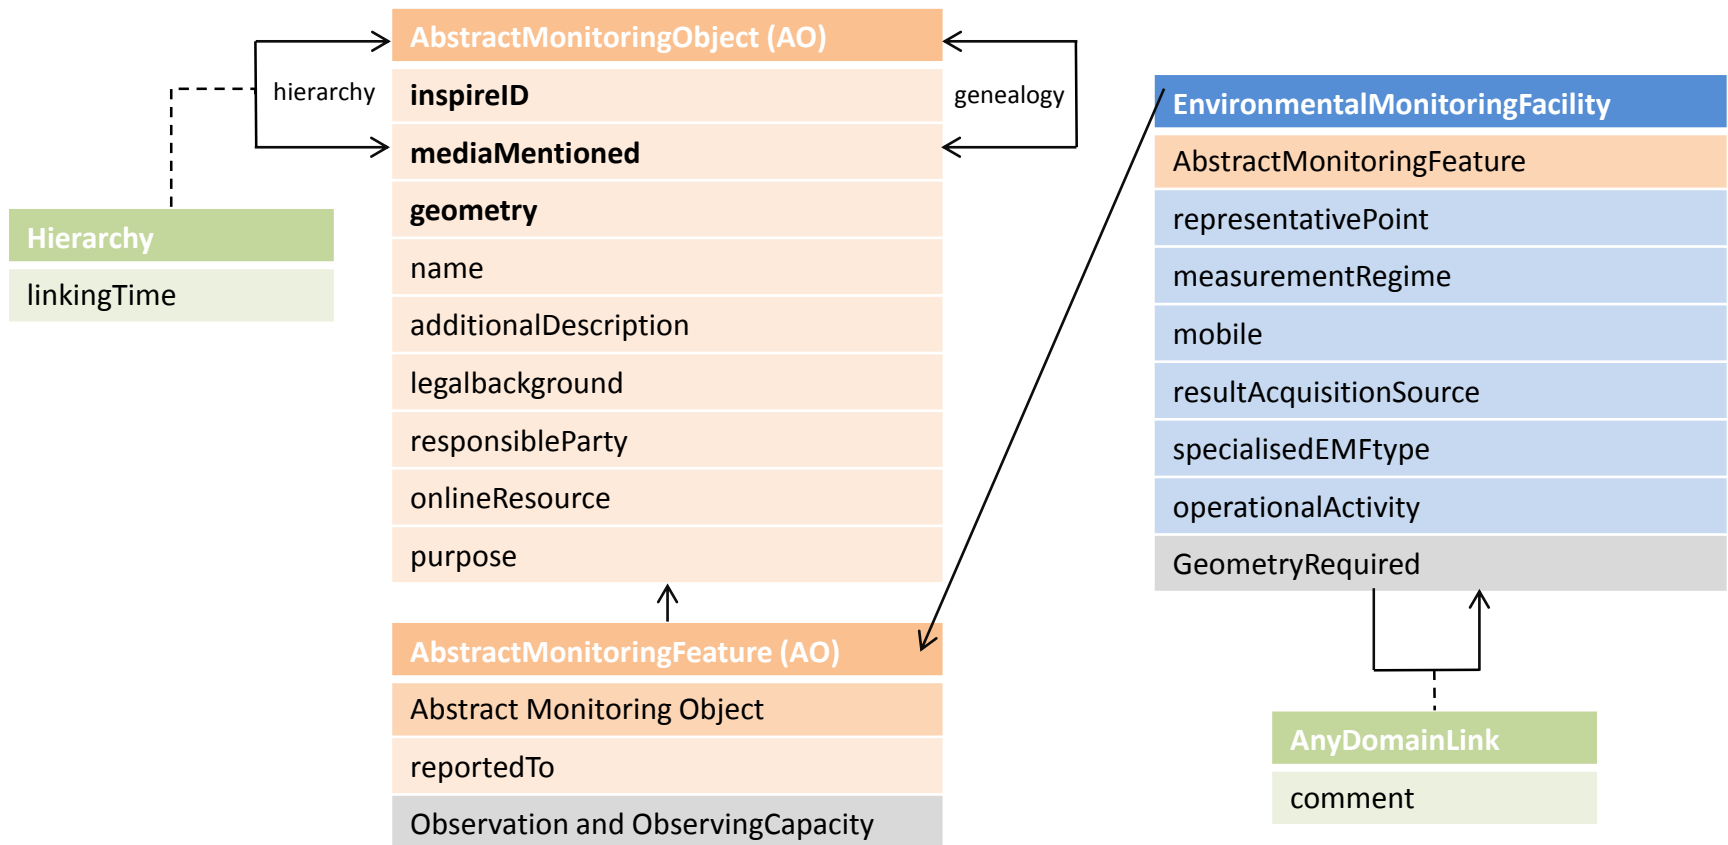 AbstractMonitoringObject (AO)
hierarchy
inspireID
genealogy
mediaMentioned
geometry
name
additionalDescription
legalbackground
responsibleParty
onlineResource
purpose
Hierarchy
linkingTime
AbstractMonitoringFeature (AO)
Abstract Monitoring Object
reportedTo
Observation and ObservingCapacity
EnvironmentalMonitoringFacility
AbstractMonitoringFeature
representativePoint
measurementRegime
mobile
resultAcquisitionSource
specialisedEMFtype
operationalActivity
GeometryRequired
AnyDomainLink
comment